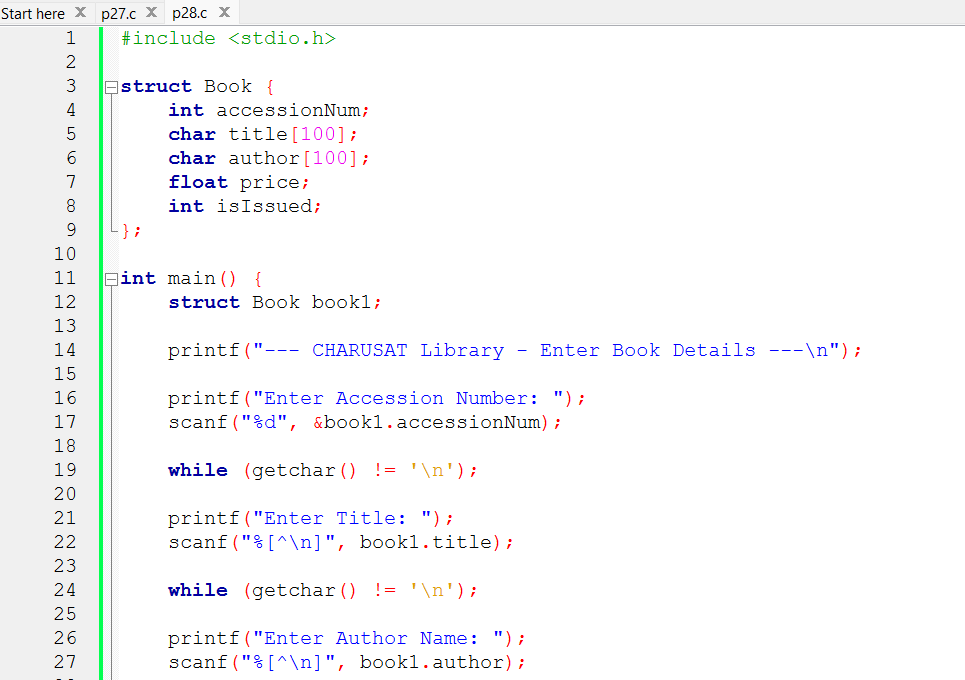 Start here p27.c p28.c
1 #include <stdio.h>
2
3 struct Book {
4 int accessionNum;
5 char title[100];
6 char author[100];
7 float price;
8 int isIssued;
9 };
10
11 int main() {
12 struct Book book1;
13
14 printf("--- CHARUSAT Library - Enter Book Details ---\n");
15
16 printf("Enter Accession Number: ");
17 scanf("%d", &book1.accessionNum);
18
19 while (getchar() != '\n');
20
21 printf("Enter Title: ");
22 scanf("%[^\n]", book1.title);
23
24 while (getchar() != '\n');
25
26 printf("Enter Author Name: ");
27 scanf("%[^\n]", book1.author);